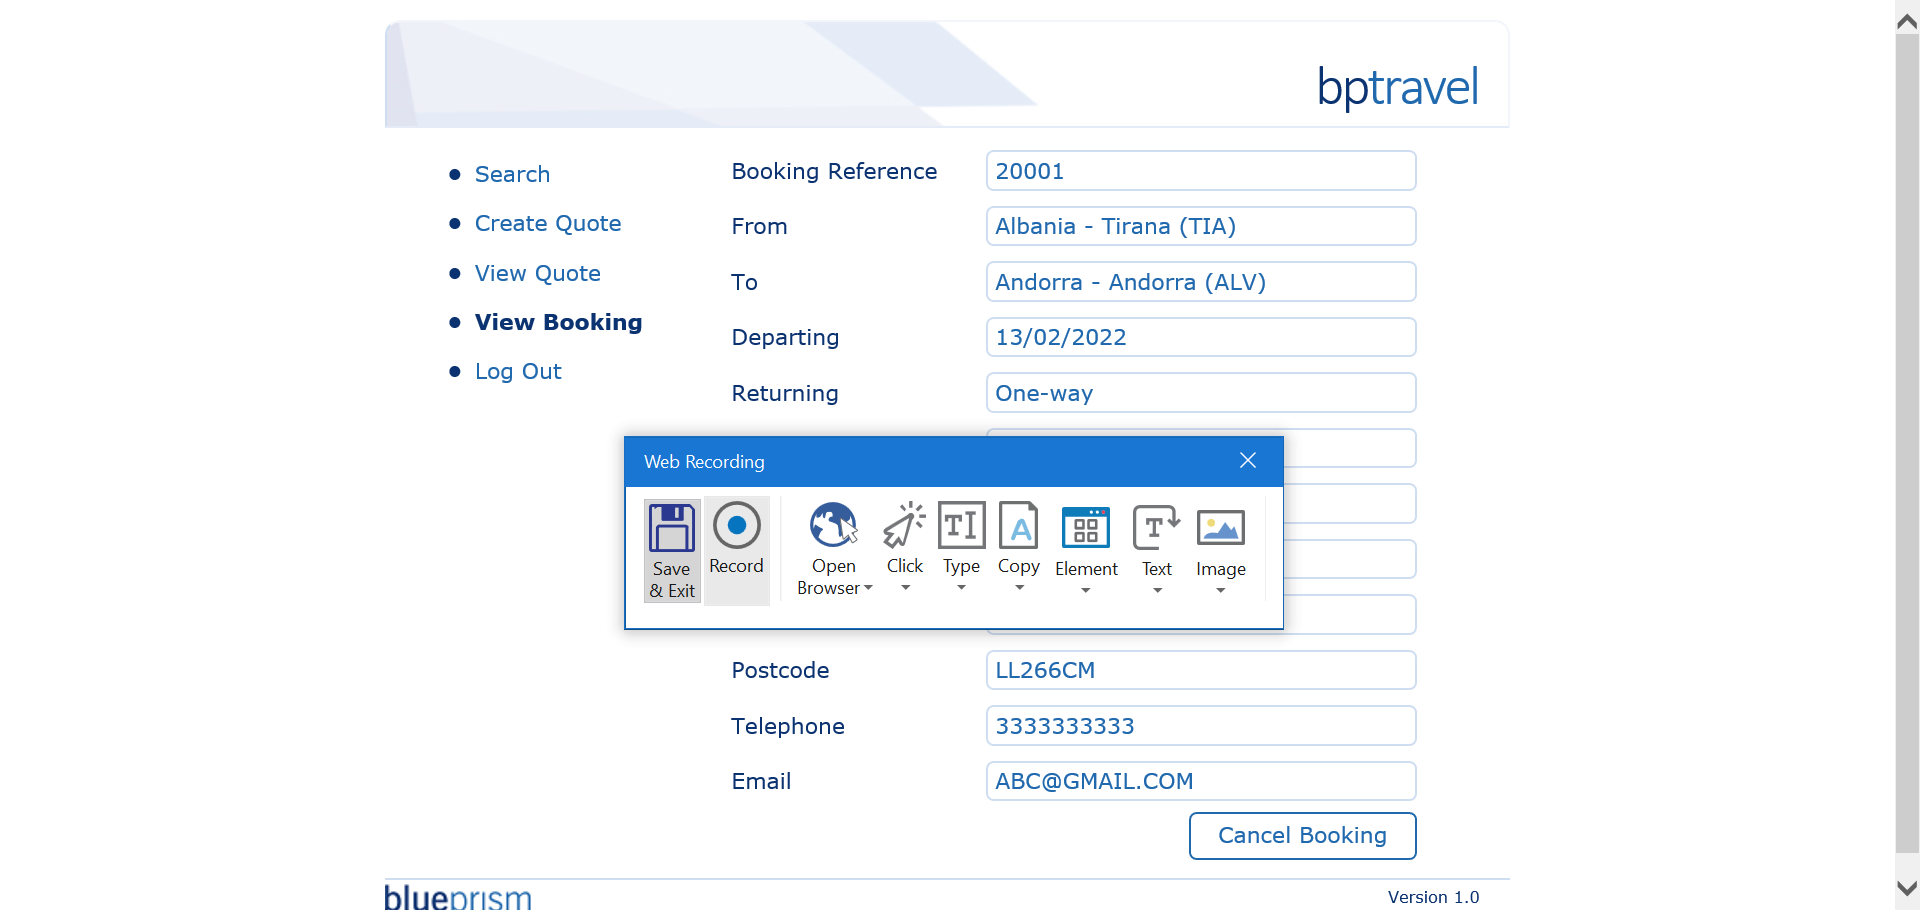 bptravel
Search
Create Quote
View Quote
View Booking
Log Out
Booking Reference 20001
From Albania - Tirana (TIA)
To Andorra - Andorra (ALV)
Departing 13/02/2022
Returning One-way
Web Recording
Save & Exit
Record
Open Browser
Click
Type
Copy
Element
Text
Image
Postcode LL266CM
Telephone 3333333333
Email ABC@GMAIL.COM
Cancel Booking
blueprism
Version 1.0